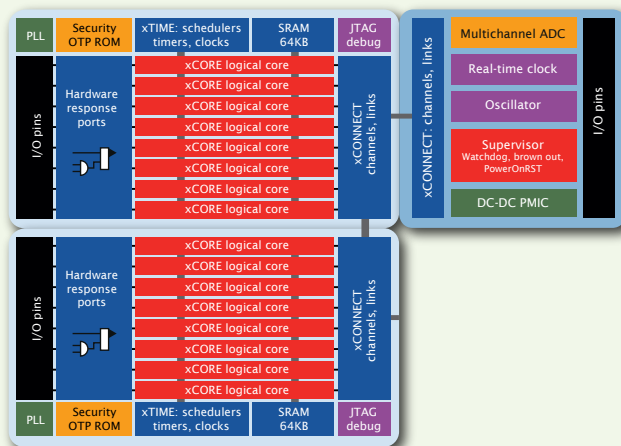 PLL
Security
OTP ROM
xTIME: schedulers
timers, clocks
SRAM
64KB
JTAG
debug
I/O pins
Hardware
response
ports
xCORE logical core
xCORE logical core
xCORE logical core
xCORE logical core
xCORE logical core
xCORE logical core
xCORE logical core
xCORE logical core
xCONNECT
channels, links
xCONNECT: channels, links
Multichannel ADC
Real-time clock
Oscillator
Supervisor
Watchdog, brown out,
PowerOnRST
DC-DC PMIC
I/O pins
I/O pins
Hardware
response
ports
xCORE logical core
xCORE logical core
xCORE logical core
xCORE logical core
xCORE logical core
xCORE logical core
xCORE logical core
xCORE logical core
xCONNECT
channels, links
PLL
Security
OTP ROM
xTIME: schedulers
timers, clocks
SRAM
64KB
JTAG
debug